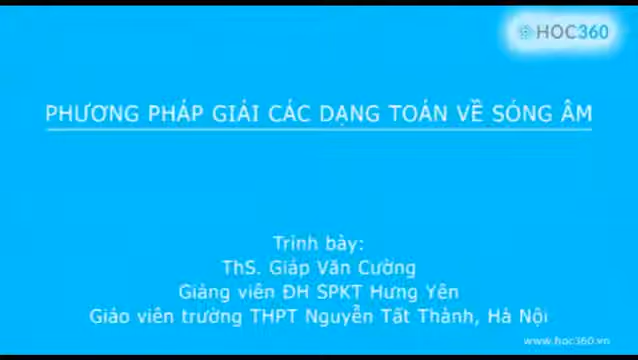 HOC360
PHƯƠNG PHÁP GIẢI CÁC DẠNG TOÁN VỀ SÓNG ÂM
Trình bày:
ThS. Giáp Văn Cường
Giảng viên ĐH SPKT Hưng Yên
Giáo viên trường THPT Nguyễn Tất Thành, Hà Nội
www.hoc360.vn